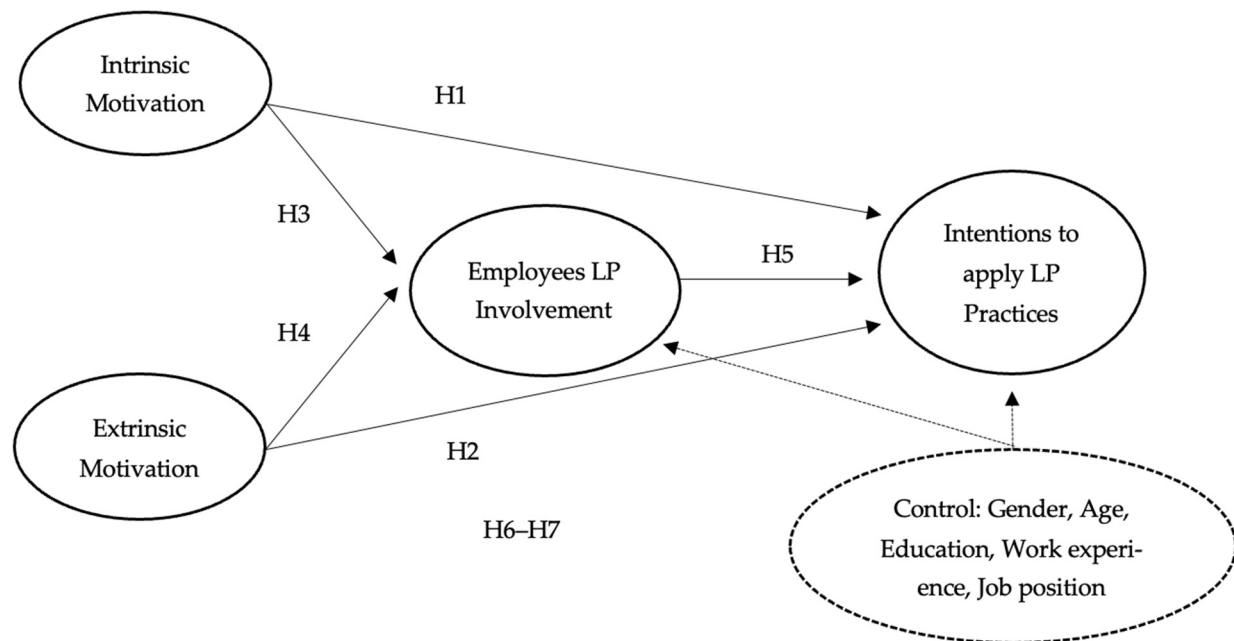 Intrinsic
Motivation
H1
H3
Employees LP
Involvement
H5
Intentions to
apply LP
Practices
H4
Extrinsic
Motivation
H2
H6–H7
Control: Gender, Age,
Education, Work experi-
ence, Job position